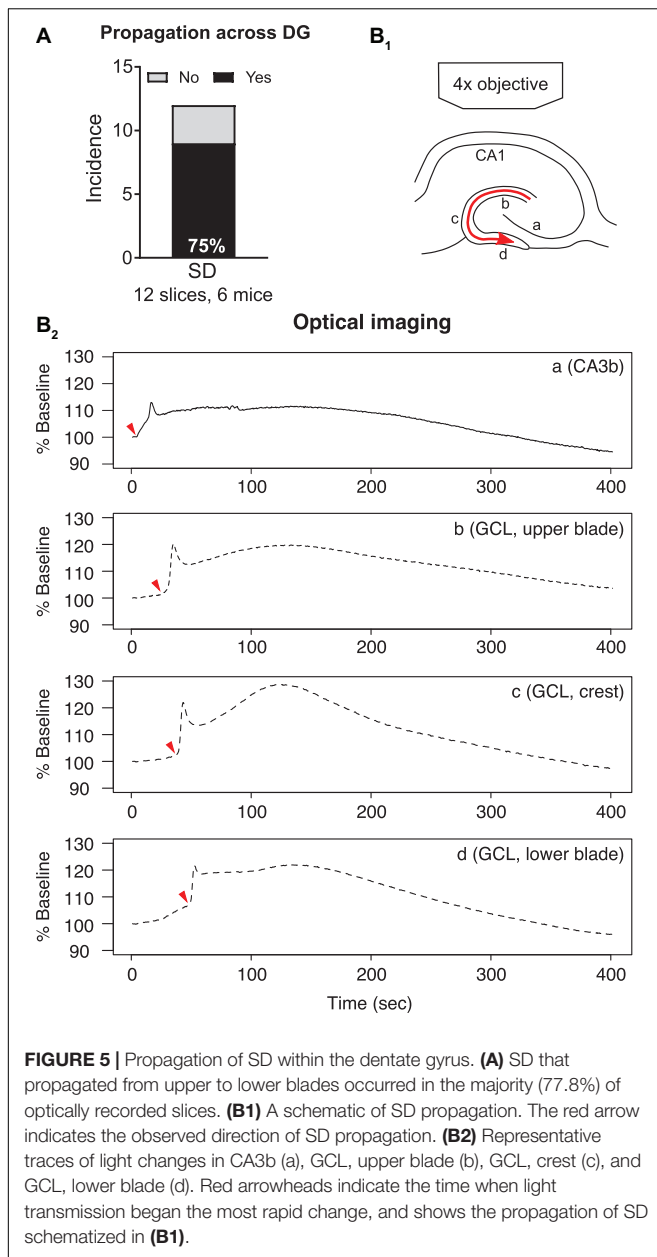 A
Propagation across DG
No Yes
15
10
5
0
Incidence
75%
SD
12 slices, 6 mice
B1
4x objective
CA1
b
a
c
d
B2
Optical imaging
% Baseline
130
120
110
100
90
a (CA3b)
0 100 200 300 400
% Baseline
130
120
110
100
90
b (GCL, upper blade)
0 100 200 300 400
% Baseline
130
120
110
100
90
c (GCL, crest)
0 100 200 300 400
% Baseline
130
120
110
100
90
d (GCL, lower blade)
0 100 200 300 400
Time (sec)
FIGURE 5 | Propagation of SD within the dentate gyrus. (A) SD that
propagated from upper to lower blades occurred in the majority (77.8%) of
optically recorded slices. (B1) A schematic of SD propagation. The red arrow
indicates the observed direction of SD propagation. (B2) Representative
traces of light changes in CA3b (a), GCL, upper blade (b), GCL, crest (c), and
GCL, lower blade (d). Red arrowheads indicate the time when light
transmission began the most rapid change, and shows the propagation of SD
schematized in (B1).